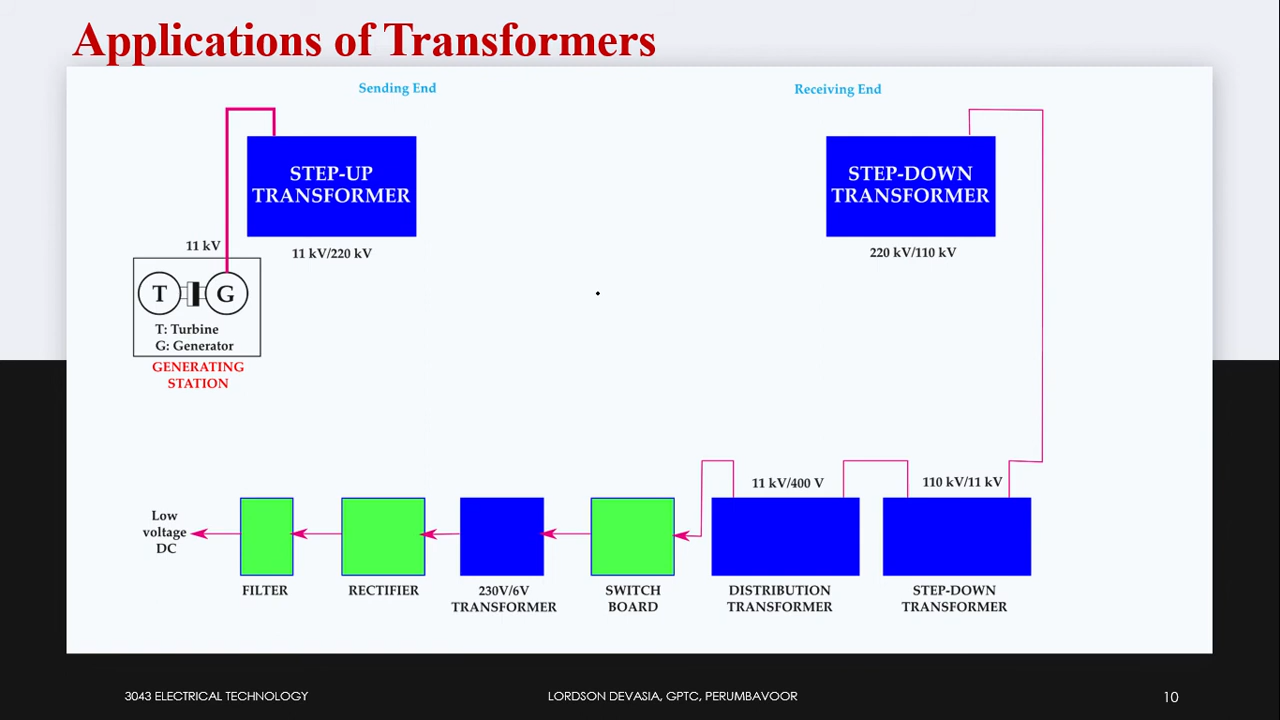 Applications of Transformers
Sending End
Receiving End
STEP-UP
TRANSFORMER
STEP-DOWN
TRANSFORMER
11 kV
11 kV/220 kV
220 kV/110 kV
T
G
T: Turbine
G: Generator
GENERATING
STATION
11 kV/400 V
110 kV/11 kV
Low
voltage
DC
FILTER
RECTIFIER
230V/6V
TRANSFORMER
SWITCH
BOARD
DISTRIBUTION
TRANSFORMER
STEP-DOWN
TRANSFORMER
3043 ELECTRICAL TECHNOLOGY
LORDSON DEVASIA, GPTC, PERUMBAVOOR
10